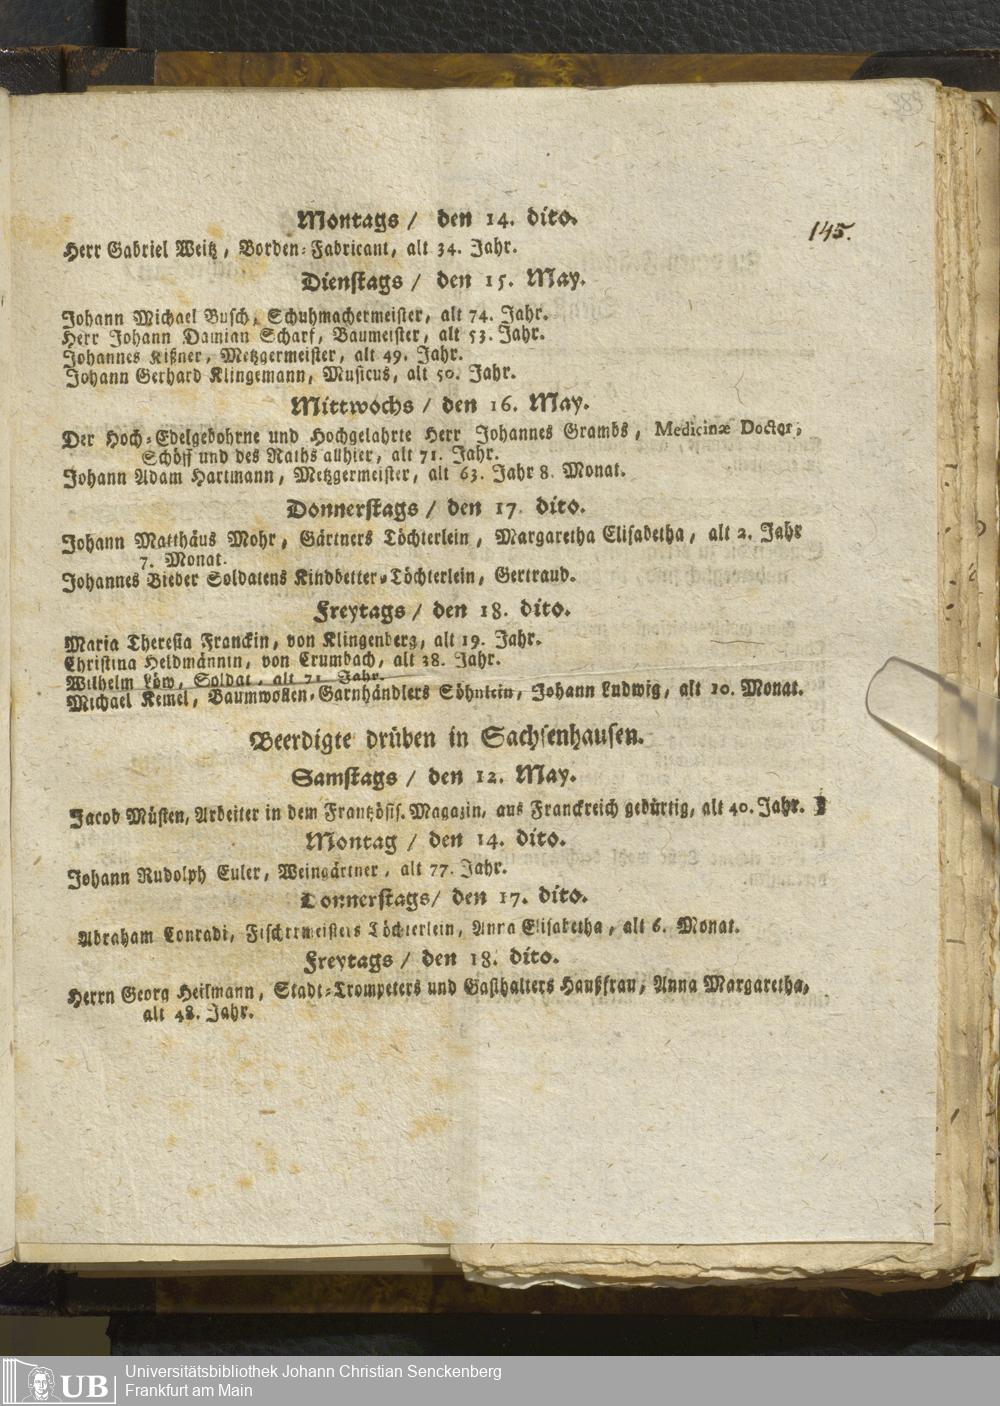 387
145.
Montags / den 14. dito.
Herr Gabriel Weitz, Borden-Fabricant, alt 34. Jahr.
Dienstags / den 15. May.
Johann Michael Busch, Schuhmachermeister, alt 74. Jahr.
Herr Johann Damian Scharf, Baumeister, alt 53. Jahr.
Johannes Kißner, Metzgermeister, alt 49. Jahr.
Johann Gerhard Klingemann, Musicus, alt 50. Jahr.
Mittwochs / den 16. May.
Der Hoch-Edelgebohrne und Hochgelahrte Herr Johannes Grambs, Medicinæ Doctor,
Schöff und des Raths allhier, alt 71. Jahr.
Johann Adam Hartmann, Metzgermeister, alt 63. Jahr 8. Monat.
Donnerstags / den 17. dito.
Johann Matthäus Mohr, Gärtners Töchterlein, Margaretha Elisabetha, alt 2. Jahr
7. Monat.
Johannes Bieber Soldatens Kindbetter-Töchterlein, Gertraud.
Freytags / den 18. dito.
Maria Theresia Franckin, von Klingenberg, alt 19. Jahr.
Christina Heldmännin, von Crumbach, alt 38. Jahr.
Wilhelm Löw, Soldat, alt 71. Jahr.
Michael Kemel, Baumwollen-Garnhändlers Söhnlein, Johann Ludwig, alt 10. Monat.
Beerdigte drüben in Sachsenhausen.
Samstags / den 12. May.
Jacob Müsten, Arbeiter in dem Frantzösis. Magazin, aus Franckreich gebürtig, alt 40. Jahr.
Montag / den 14. dito.
Johann Rudolph Euler, Weingärtner, alt 77. Jahr.
Donnerstags / den 17. dito.
Abraham Conradi, Fischermeisters Töchterlein, Anna Elisabetha, alt 6. Monat.
Freytags / den 18. dito.
Herrn Georg Heilmann, Stadt-Trompeters und Gasthalters Haußfrau, Anna Margaretha,
alt 48. Jahr.
UB
Universitätsbibliothek Johann Christian Senckenberg
Frankfurt am Main